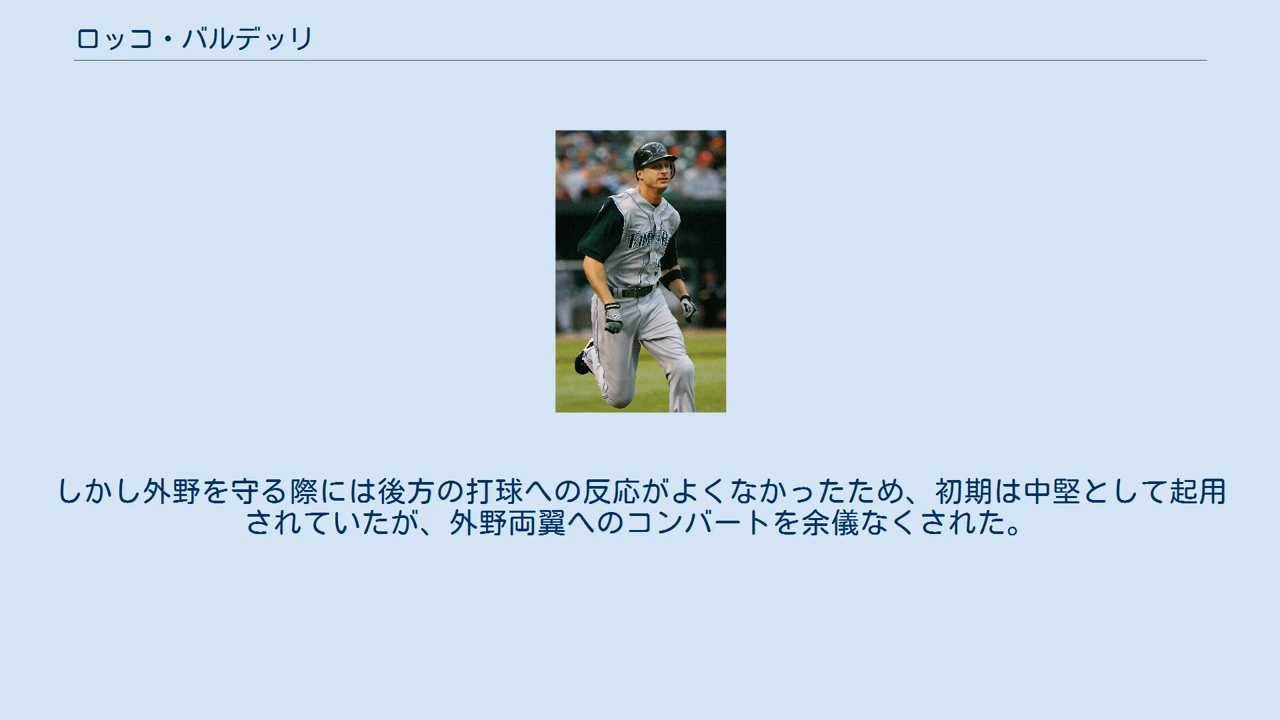 ロッコ・バルデッリ
しかし外野を守る際には後方の打球への反応がよくなかったため、初期は中堅として起用
されていたが、外野両翼へのコンバートを余儀なくされた。